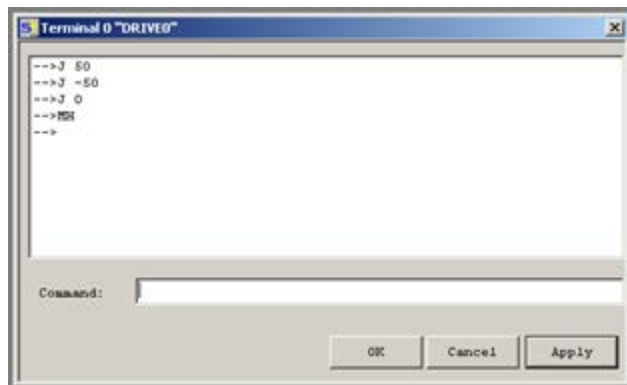 Terminal 0 "DRIVE0"
-->J 50
-->J -50
-->J 0
-->MH
-->
Command:
OK Cancel Apply